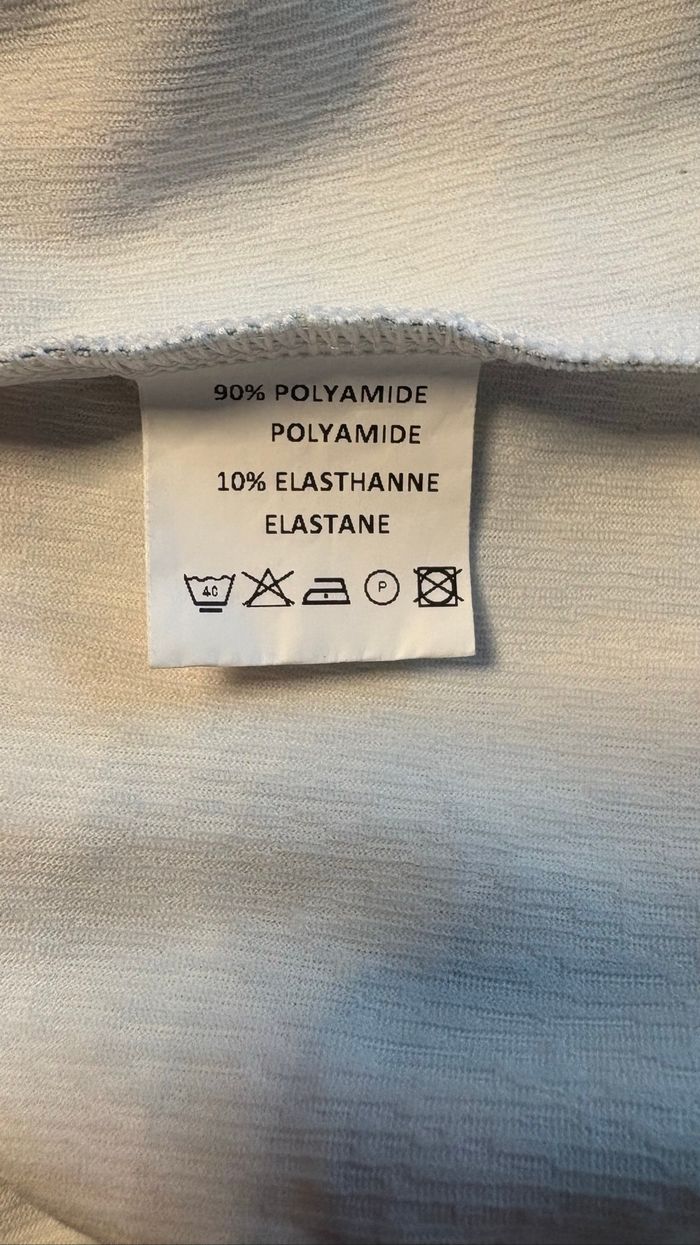 90% POLYAMIDE
POLYAMIDE
10% ELASTHANNE
ELASTANE
40 P